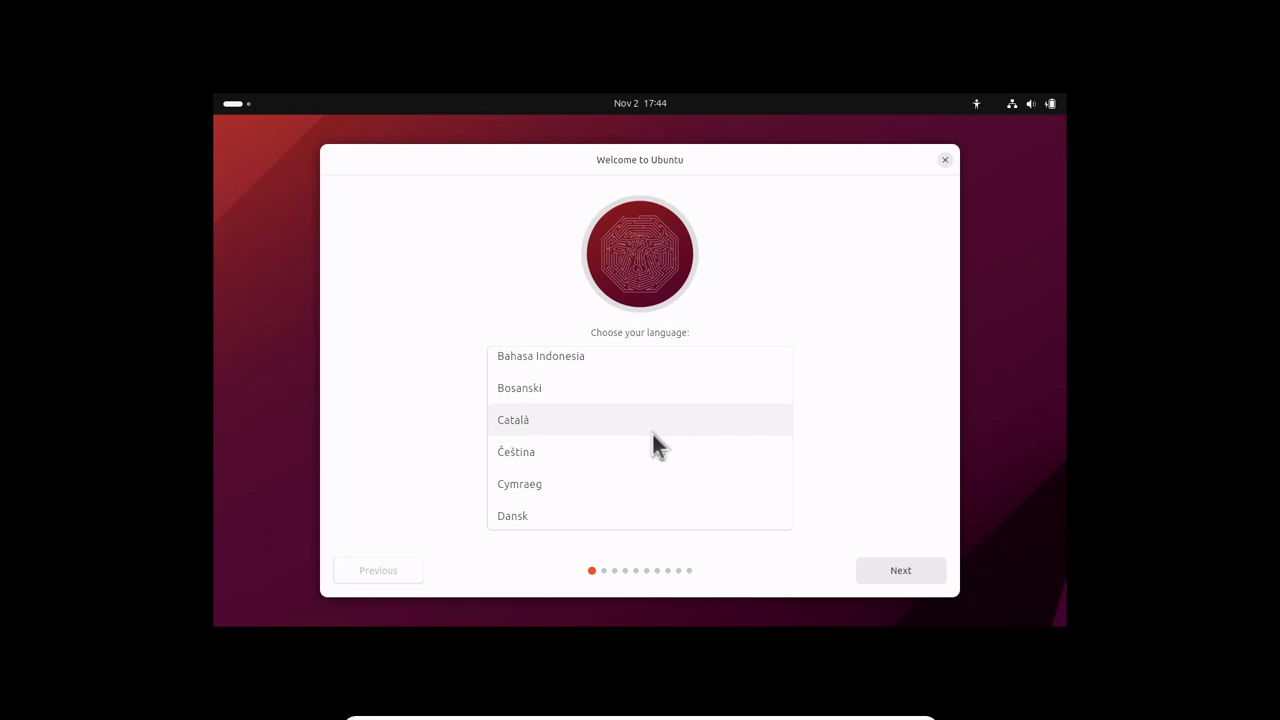 Nov 2 17:44
Welcome to Ubuntu
Choose your language:
Bahasa Indonesia
Bosanski
Català
Čeština
Cymraeg
Dansk
Previous
Next